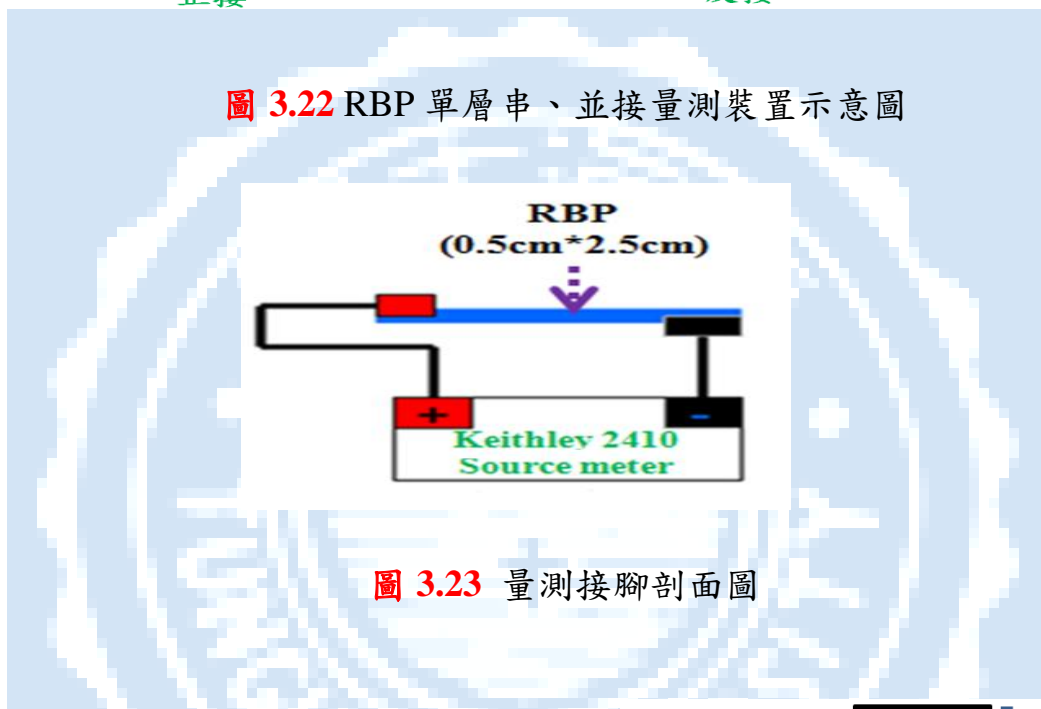 圖 3.22 RBP 單層串、並接量測裝置示意圖
RBP
(0.5cm*2.5cm)
+
-
Keithley 2410
Source meter
圖 3.23 量測接腳剖面圖